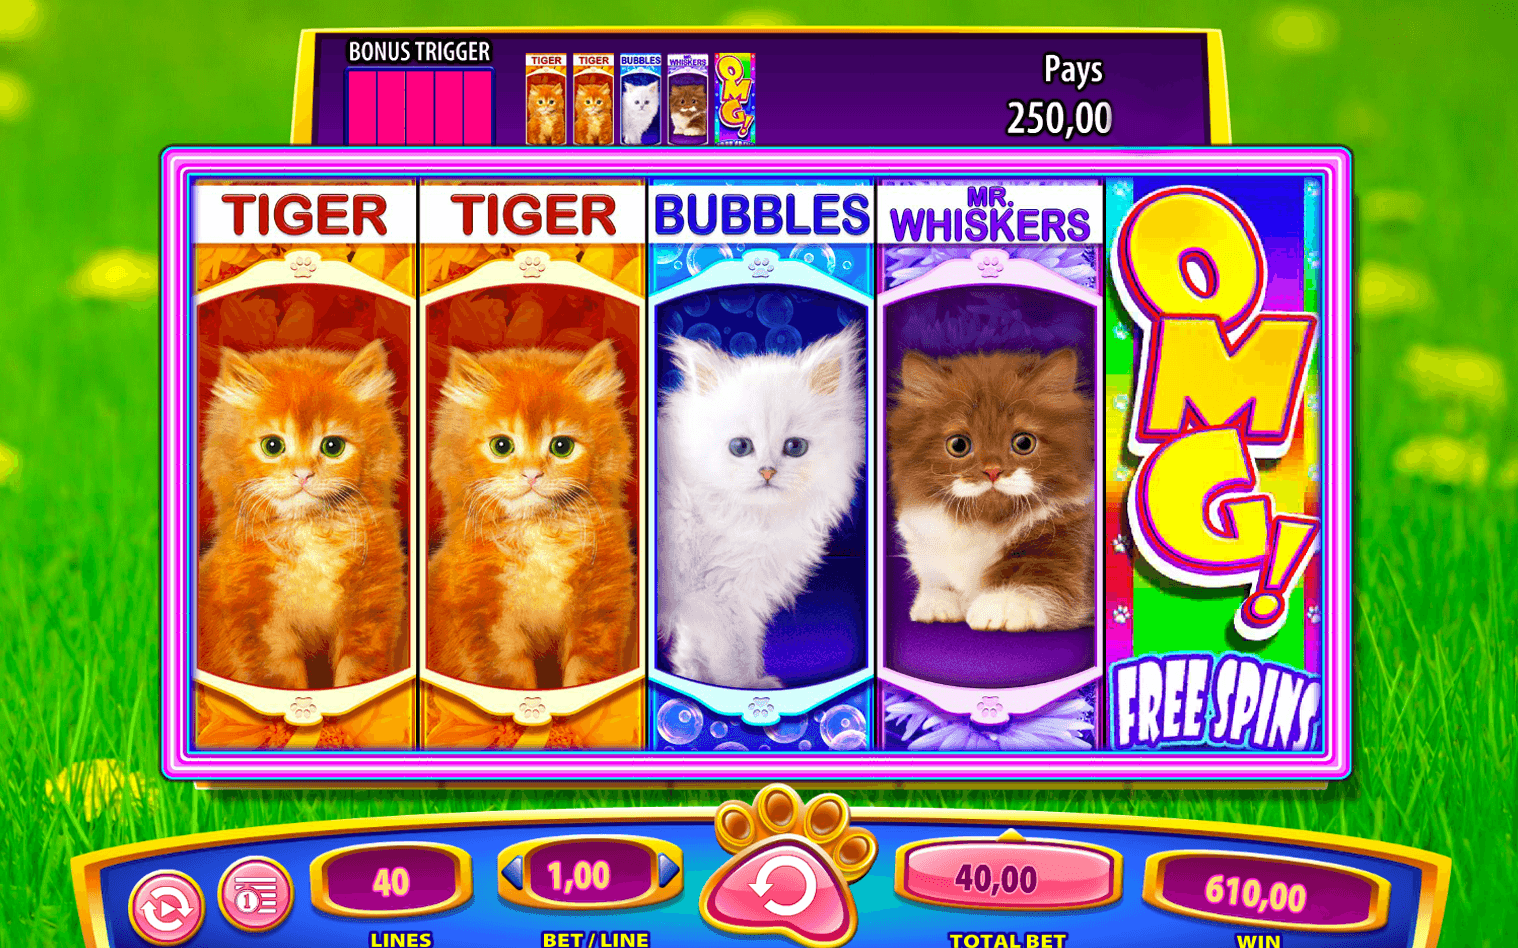 BONUS TRIGGER
TIGER TIGER BUBBLES MR. WHISKERS OMG!
Pays
250,00
TIGER
TIGER
BUBBLES
MR.
WHISKERS
OMG!
FREE SPINS
40
1,00
40,00
610,00
1
LINES
BET/LINE
TOTAL BET
WIN